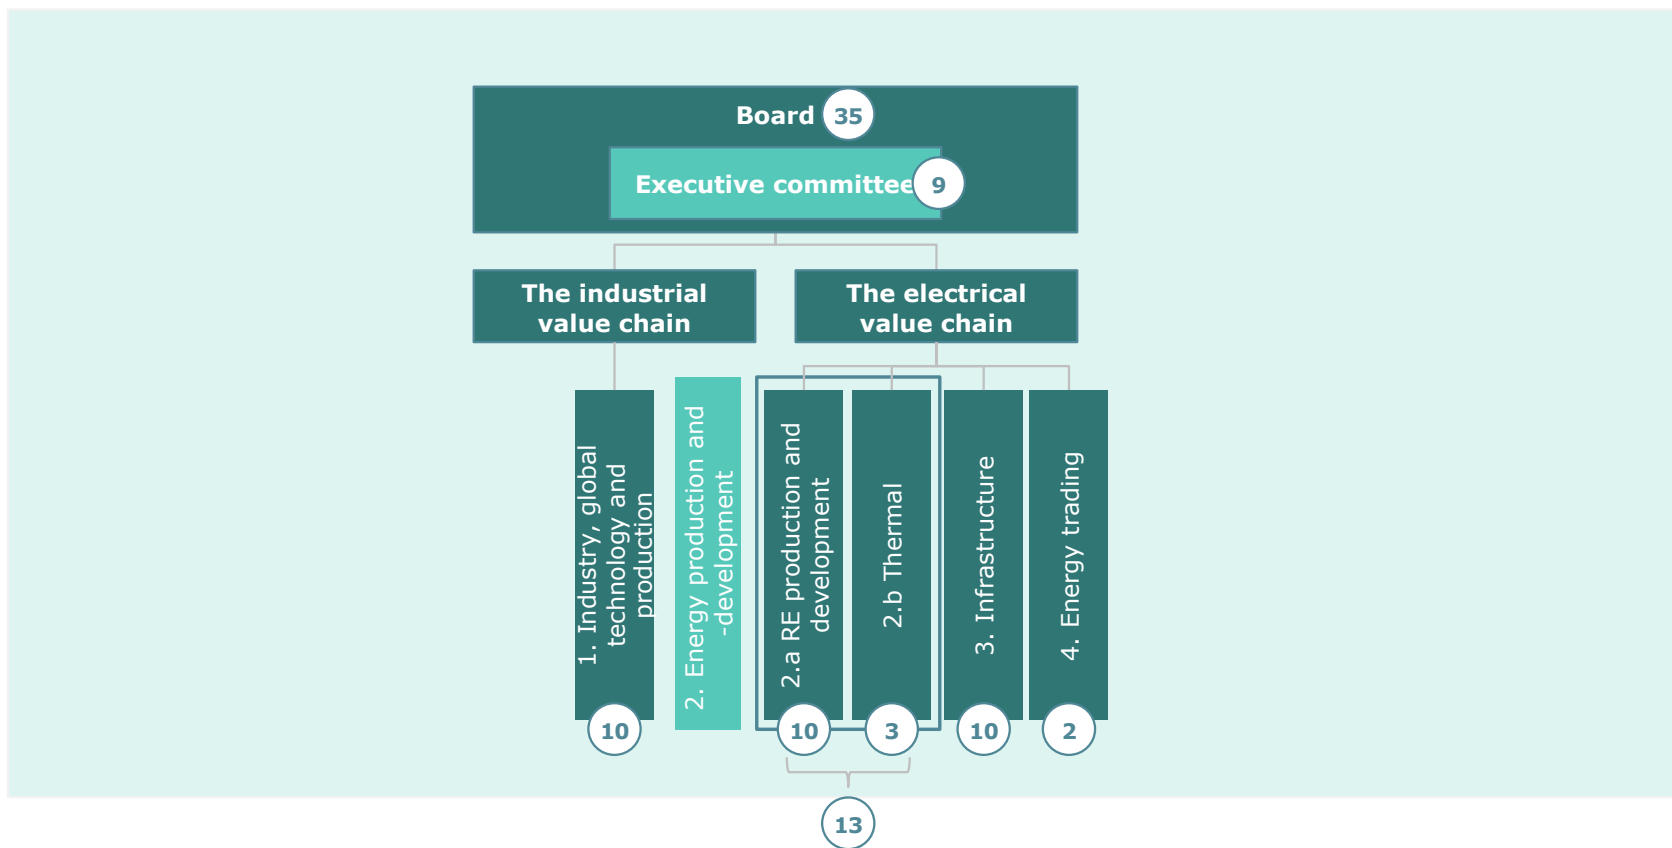 Board 35
Executive committee 9
The industrial
value chain
The electrical
value chain
1. Industry, global
technology and
production
2. Energy production and
-development
2.a RE production and
development
2.b Thermal
3. Infrastructure
4. Energy trading
10
10
3
10
2
13